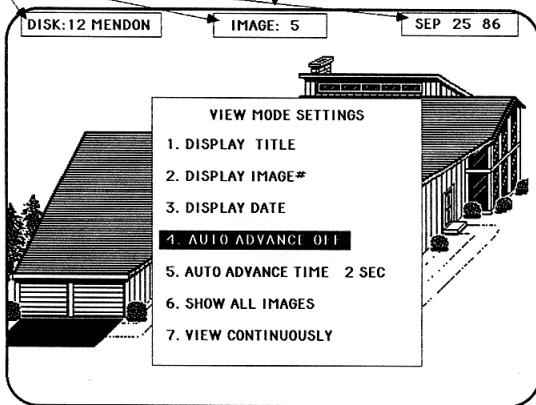 DISK:12 MENDON
IMAGE: 5
SEP 25 86
VIEW MODE SETTINGS
1. DISPLAY TITLE
2. DISPLAY IMAGE#
3. DISPLAY DATE
4. AUTO ADVANCE OFF
5. AUTO ADVANCE TIME 2 SEC
6. SHOW ALL IMAGES
7. VIEW CONTINUOUSLY